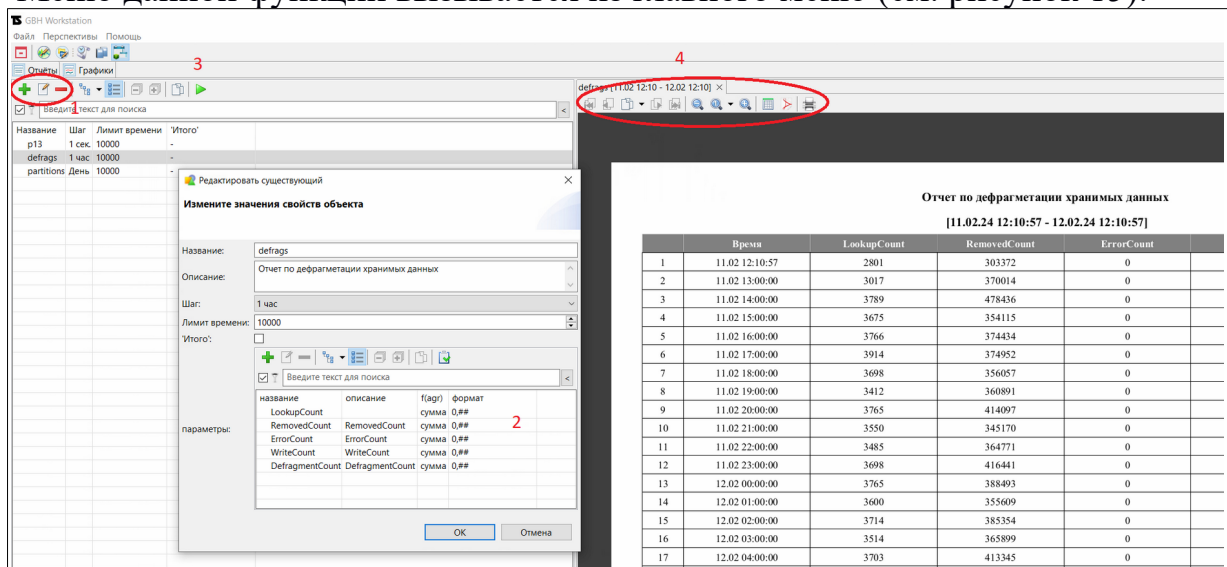 Меню данной функции вызывается из главного меню (см. рисунок 13).
GBH Workstation
Файл Перспективы Помощь
Отчёты Графики
3
1
Введите текст для поиска <
Название Шаг Лимит времени 'Итого'
p13 1 сек. 10000 -
defrags 1 час 10000 -
partitions День 10000 -
Редактировать существующий
Измените значения свойств объекта
Название: defrags
Описание: Отчет по дефрагметации хранимых данных
Шаг: 1 час
Лимит времени: 10000
'Итого':
Введите текст для поиска <
параметры:
название описание f(agr) формат
LookupCount сумма 0,##
RemovedCount RemovedCount сумма 0,##
ErrorCount ErrorCount сумма 0,##
WriteCount WriteCount сумма 0,##
DefragmentCount DefragmentCount сумма 0,##
2
OK Отмена
4
defrags [11.02 12:10 - 12.02 12:10]
Отчет по дефрагметации хранимых данных
[11.02.24 12:10:57 - 12.02.24 12:10:57]
Время LookupCount RemovedCount ErrorCount
1 11.02 12:10:57 2801 303372 0
2 11.02 13:00:00 3017 370014 0
3 11.02 14:00:00 3789 478436 0
4 11.02 15:00:00 3675 354115 0
5 11.02 16:00:00 3766 374434 0
6 11.02 17:00:00 3914 374952 0
7 11.02 18:00:00 3698 356057 0
8 11.02 19:00:00 3412 360891 0
9 11.02 20:00:00 3765 414097 0
10 11.02 21:00:00 3550 345170 0
11 11.02 22:00:00 3485 364771 0
12 11.02 23:00:00 3698 416441 0
13 12.02 00:00:00 3765 388493 0
14 12.02 01:00:00 3600 355609 0
15 12.02 02:00:00 3714 385354 0
16 12.02 03:00:00 3514 365899 0
17 12.02 04:00:00 3703 413345 0